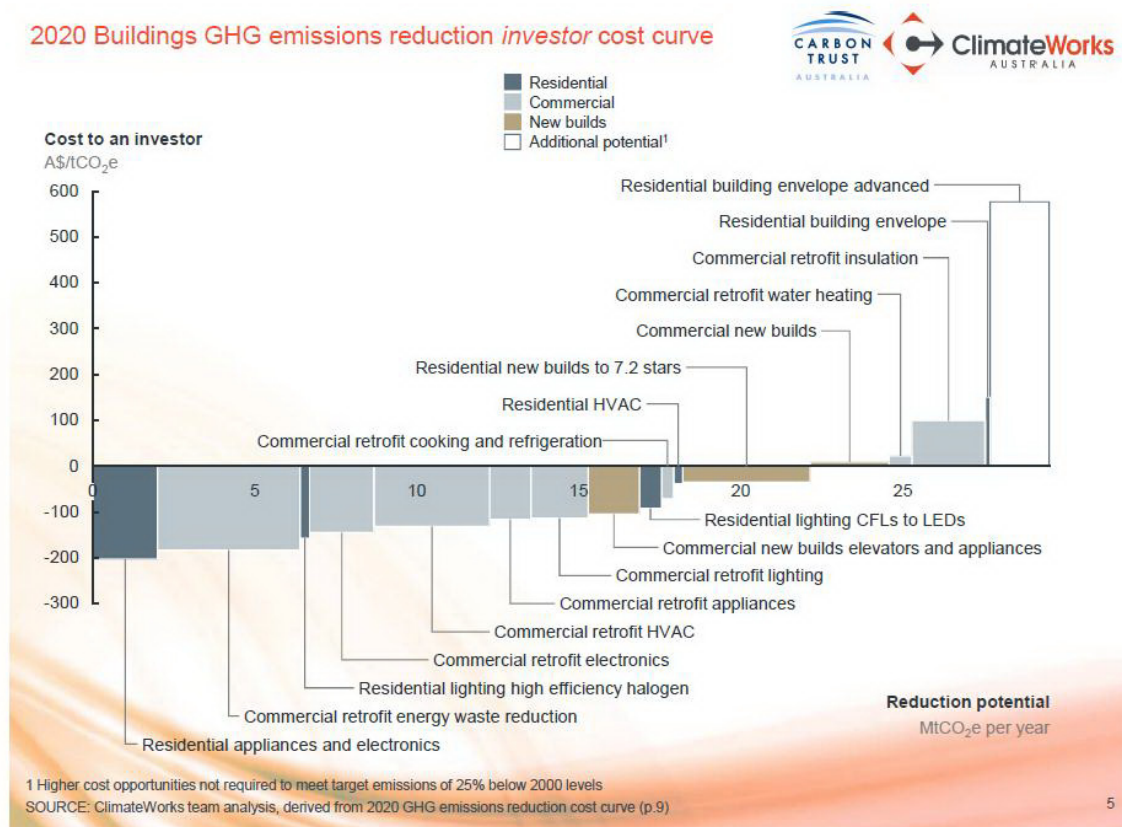 2020 Buildings GHG emissions reduction investor cost curve
CARBON
TRUST
AUSTRALIA
ClimateWorks
AUSTRALIA
Residential
Commercial
New builds
Additional potential¹
Cost to an investor
A$/tCO₂e
600
500
400
300
200
100
0
-100
-200
-300
Residential building envelope advanced
Residential building envelope
Commercial retrofit insulation
Commercial retrofit water heating
Commercial new builds
Residential new builds to 7.2 stars
Residential HVAC
Commercial retrofit cooking and refrigeration
0
5
10
15
20
25
Residential lighting CFLs to LEDs
Commercial new builds elevators and appliances
Commercial retrofit lighting
Commercial retrofit appliances
Commercial retrofit HVAC
Commercial retrofit electronics
Residential lighting high efficiency halogen
Commercial retrofit energy waste reduction
Residential appliances and electronics
Reduction potential
MtCO₂e per year
1 Higher cost opportunities not required to meet target emissions of 25% below 2000 levels
SOURCE: ClimateWorks team analysis, derived from 2020 GHG emissions reduction cost curve (p.9)
5